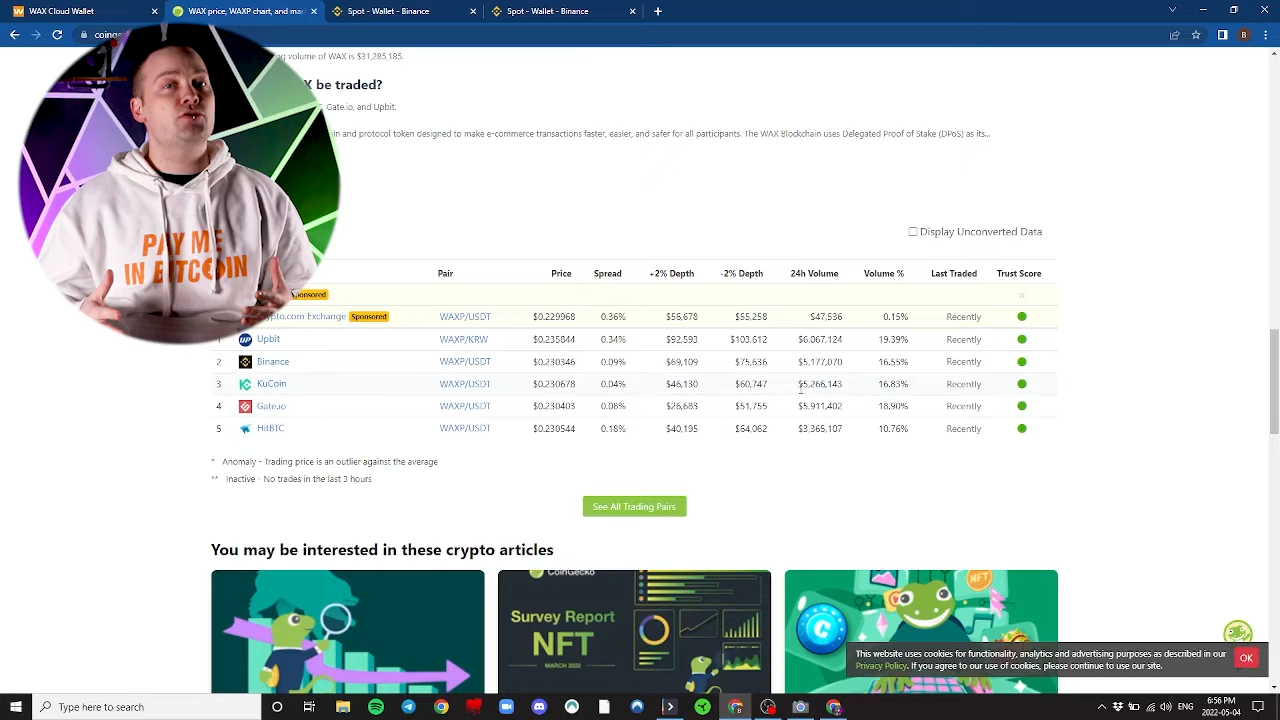 WAX Cloud Wallet
WAX price, WAXP chart, and
Spot - Wallet - Binance
Spot - Wallet - Binance
volume of WAX is $31,285,185.
be traded?
Gate.io, and Upbit.
and protocol token designed to make e-commerce transactions faster, easier, and safer for all participants. The WAX Blockchain uses Delegated Proof of Stake (DPoS) as its...
PAY ME
IN BITCOIN
Display Unconverted Data
Pair Price Spread +2% Depth -2% Depth 24h Volume Volume % Last Traded Trust Score
Sponsored
Crypto.com Exchange Sponsored WAXP/USDT $0.229968 0.36% $56,678 $55,258 $47,536 0.15% Recently
1 Upbit WAXP/KRW $0.235844 0.34% $92,593 $103,612 $6,067,124 19.39% Recently
2 Binance WAXP/USDT $0.230346 0.09% $69,109 $75,636 $5,177,070 16.55% Recently
3 KuCoin WAXP/USDT $0.230678 0.04% $46,130 $60,747 $5,266,143 16.83% Recently
4 Gate.io WAXP/USDT $0.230403 0.08% $26,683 $51,755 $5,911,402 18.90% Recently
5 HitBTC WAXP/USDT $0.230544 0.18% $40,195 $64,062 $3,365,107 10.76% Recently
* Anomaly - Trading price is an outlier against the average
** Inactive - No trades in the last 3 hours
See All Trading Pairs
You may be interested in these crypto articles
CoinGecko
Survey Report
NFT
MARCH 2022
NFT
This website uses cookies for functionality, analytics and advertising purposes as described in our
Privacy Policy. If you agree to our use of cookies, please continue to use our site.
OK
Type here to search
6:56 PM
2022-05-04